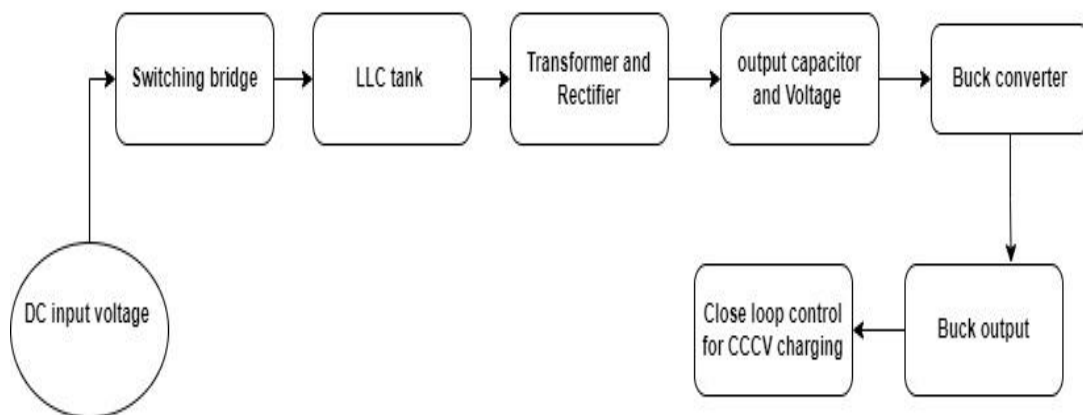 Switching bridge
LLC tank
Transformer and
Rectifier
output capacitor
and Voltage
Buck converter
DC input voltage
Close loop control
for CCCV charging
Buck output